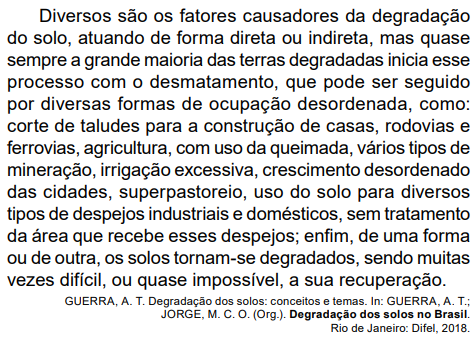 Diversos são os fatores causadores da degradação
do solo, atuando de forma direta ou indireta, mas quase
sempre a grande maioria das terras degradadas inicia esse
processo com o desmatamento, que pode ser seguido
por diversas formas de ocupação desordenada, como:
corte de taludes para a construção de casas, rodovias e
ferrovias, agricultura, com uso da queimada, vários tipos de
mineração, irrigação excessiva, crescimento desordenado
das cidades, superpastoreio, uso do solo para diversos
tipos de despejos industriais e domésticos, sem tratamento
da área que recebe esses despejos; enfim, de uma forma
ou de outra, os solos tornam-se degradados, sendo muitas
vezes difícil, ou quase impossível, a sua recuperação.
GUERRA, A. T. Degradação dos solos: conceitos e temas. In: GUERRA, A. T.;
JORGE, M. C. O. (Org.). Degradação dos solos no Brasil.
Rio de Janeiro: Difel, 2018.